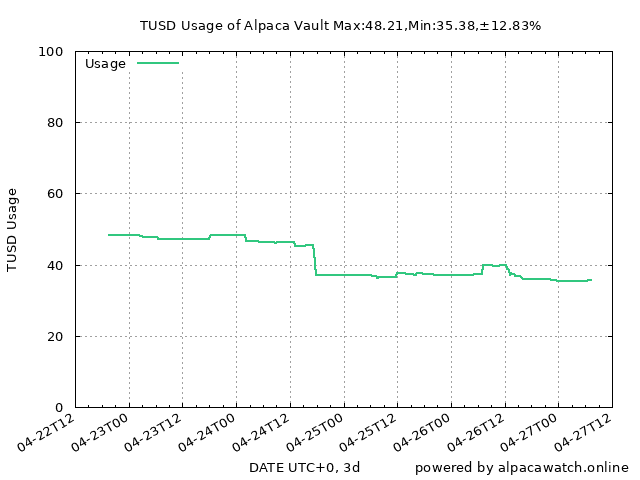 TUSD Usage of Alpaca Vault Max:48.21,Min:35.38,±12.83%
100
Usage
80
60
TUSD Usage
40
20
0
04-22T12
04-23T00
04-23T12
04-24T00
04-24T12
04-25T00
04-25T12
04-26T00
04-26T12
04-27T00
04-27T12
DATE UTC+0, 3d
powered by alpacawatch.online